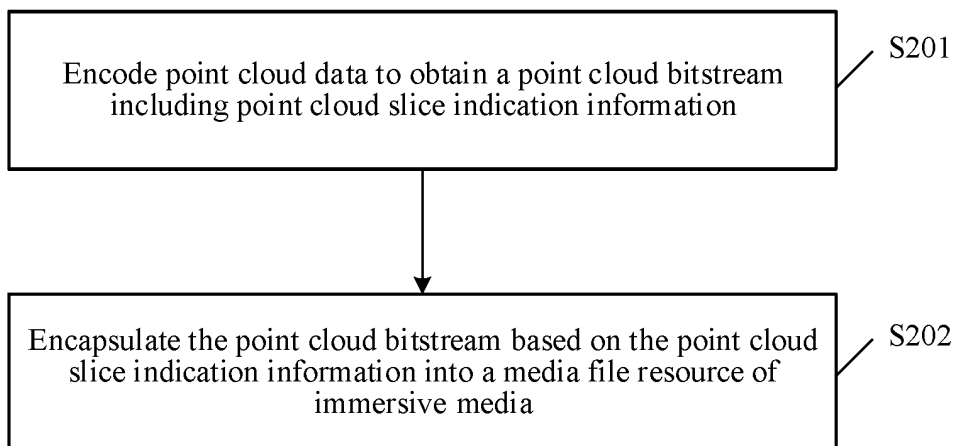 Encode point cloud data to obtain a point cloud bitstream
including point cloud slice indication information
S201
Encapsulate the point cloud bitstream based on the point cloud
slice indication information into a media file resource of
immersive media
S202